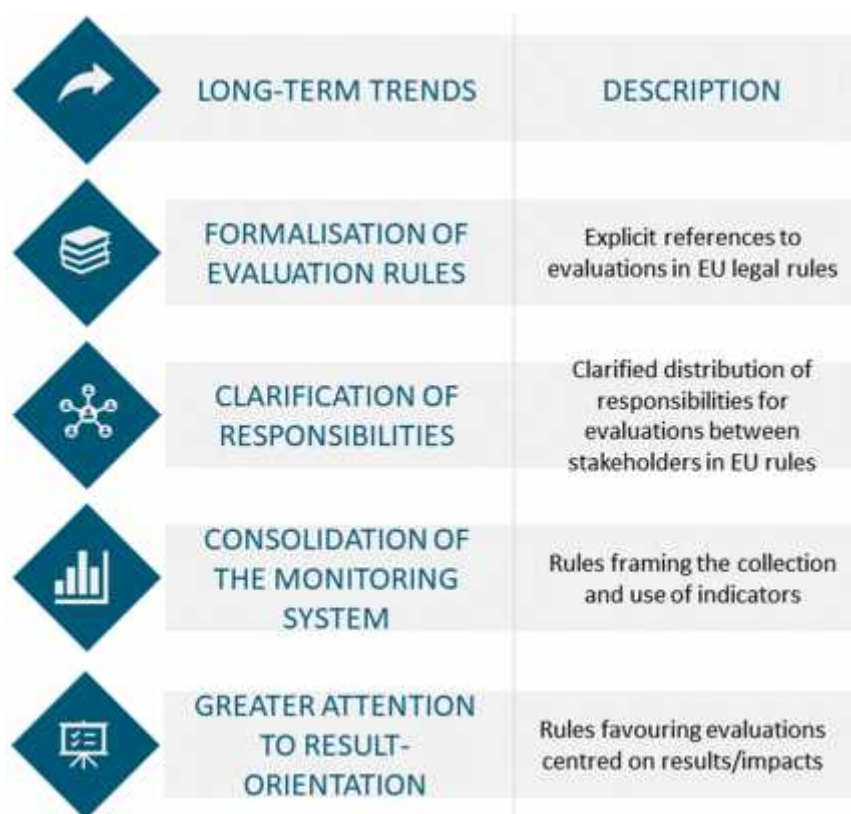 LONG-TERM TRENDS
DESCRIPTION
FORMALISATION OF
EVALUATION RULES
Explicit references to
evaluations in EU legal rules
CLARIFICATION OF
RESPONSIBILITIES
Clarified distribution of
responsibilities for
evaluations between
stakeholders in EU rules
CONSOLIDATION OF
THE MONITORING
SYSTEM
Rules framing the collection
and use of indicators
GREATER ATTENTION
TO RESULT-
ORIENTATION
Rules favouring evaluations
centred on results/impacts